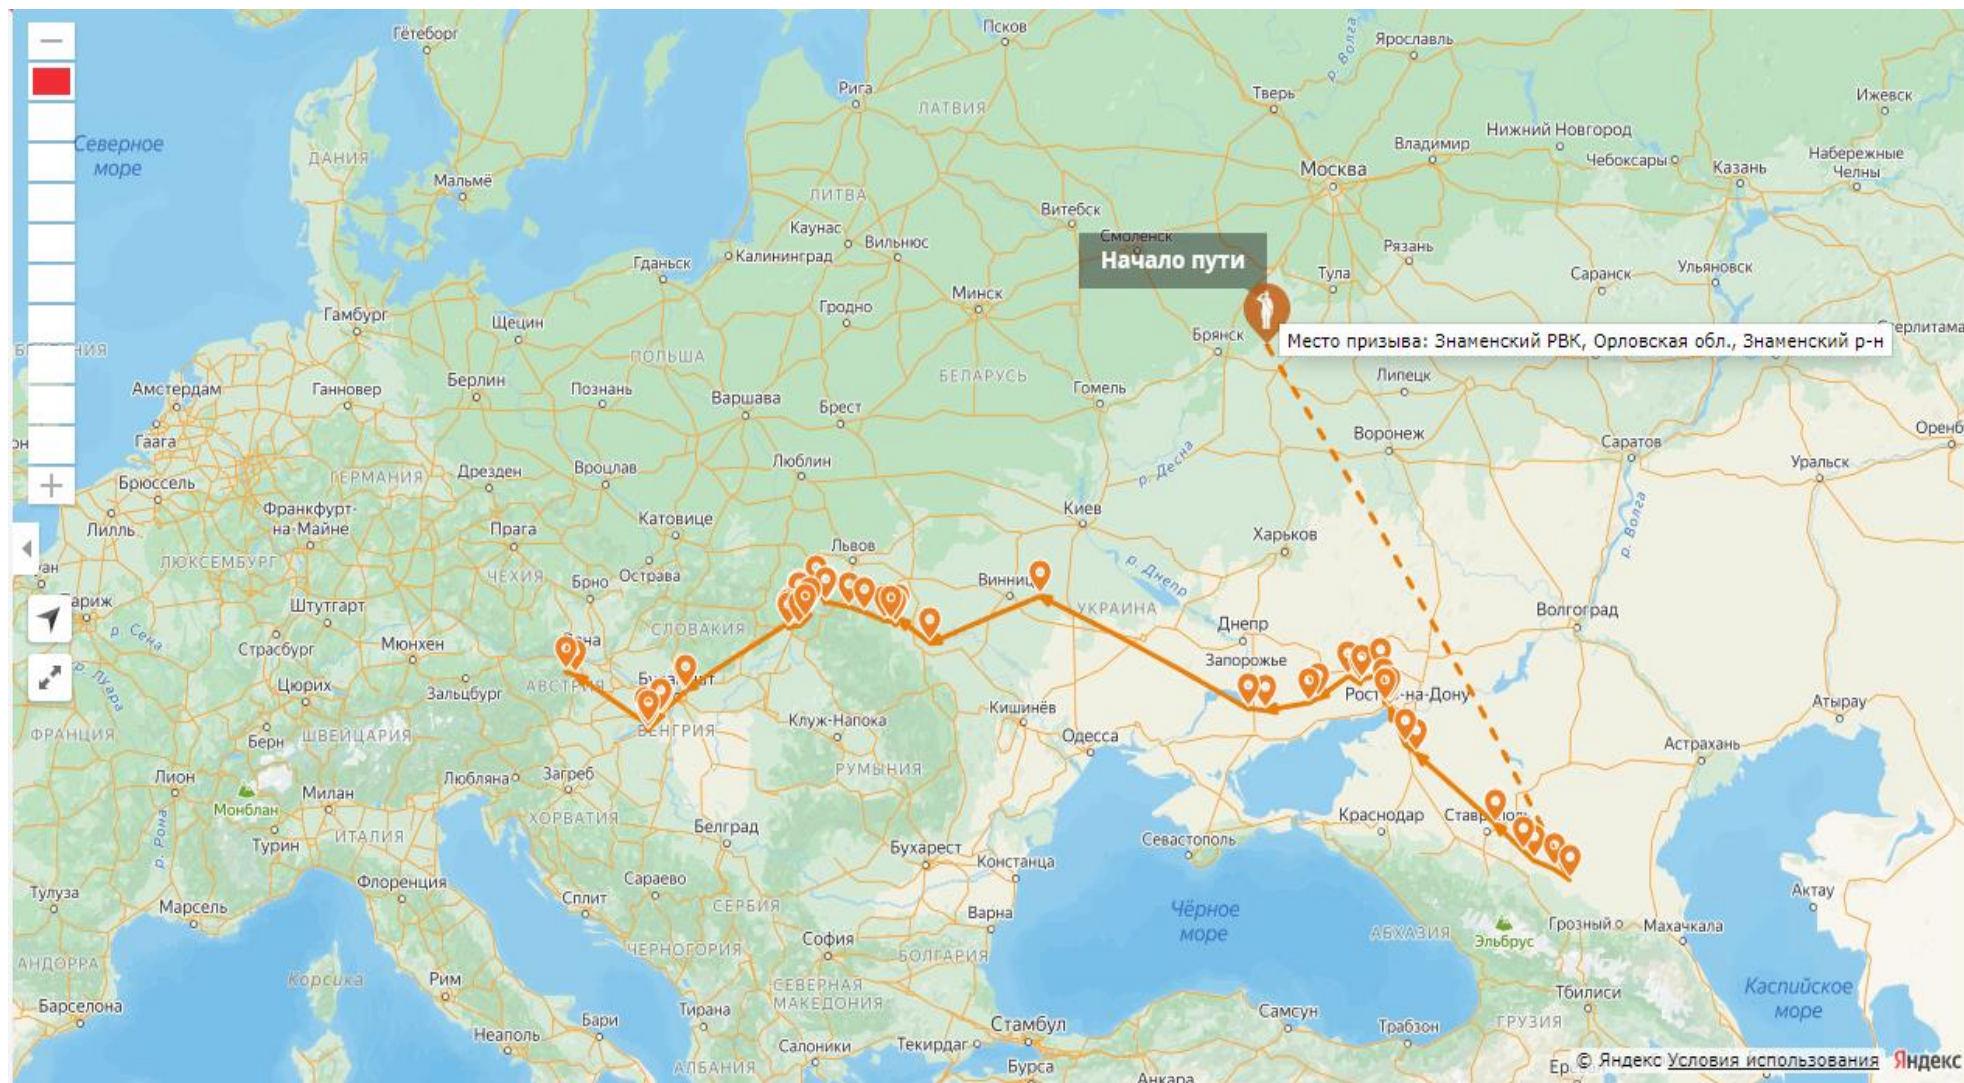 Гётеборг
Псков
Ярославль
р. Волга
Рига
ЛАТВИЯ
Тверь
Ижевск
Северное
море
ДАНИЯ
Нижний Новгород
Владимир
Чебоксары
Казань
Набережные
Челны
Москва
Мальмё
ЛИТВА
Витебск
Каунас
Вильнюс
Калининград
Смоленск
Начало пути
Рязань
Тула
Саранск
Ульяновск
Гданьск
Минск
Гродно
Гамбург
Щецин
Брянск
Место призыва: Знаменский РВК, Орловская обл., Знаменский р-н
ПОЛЬША
БЕЛАРУСЬ
Липецк
Амстердам
Ганновер
Берлин
Познань
Варшава
Брест
Гомель
Гаага
Воронеж
Саратов
Оренб
Люблин
р. Десна
Уральск
ГЕРМАНИЯ
Дрезден
Вроцлав
Брюссель
Франкфурт-
на-Майне
Катовице
Киев
р. Волга
Лилль
Прага
Харьков
Львов
ЛЮКСЕМБУРГ
ЧЕХИЯ
Брно
Острава
р. Днепр
Париж
Штутгарт
УКРАИНА
Волгоград
р. Сена
Страсбург
Мюнхен
СЛОВАКИЯ
Днепр
Запорожье
р. Луара
Цюрих
Зальцбург
АВСТРИЯ
Атырау
ФРАНЦИЯ
Берн
ШВЕЙЦАРИЯ
ВЕНГРИЯ
Клуж-Напока
Кишинёв
Одесса
Астрахань
Лион
Монблан
Милан
Любляна
Загреб
РУМЫНИЯ
р. Рона
Турин
ИТАЛИЯ
ХОРВАТИЯ
Белград
Бухарест
Констанца
Севастополь
Краснодар
Тулуза
Марсель
Флоренция
Сплит
Сараево
СЕРБИЯ
Варна
Чёрное
море
АБХАЗИЯ
Эльбрус
Грозный
Махачкала
Актау
АНДОРРА
Корсика
Рим
ЧЕРНОГОРИЯ
София
БОЛГАРИЯ
СЕВЕРНАЯ
МАКЕДОНИЯ
Каспийское
море
Барселона
Неаполь
Бари
Тирана
Стамбул
Самсун
Трабзон
Тбилиси
ГРУЗИЯ
АЛБАНИЯ
Салоники
Текирдаг
Бурса
Анкара
© Яндекс Условия использования Яндекс